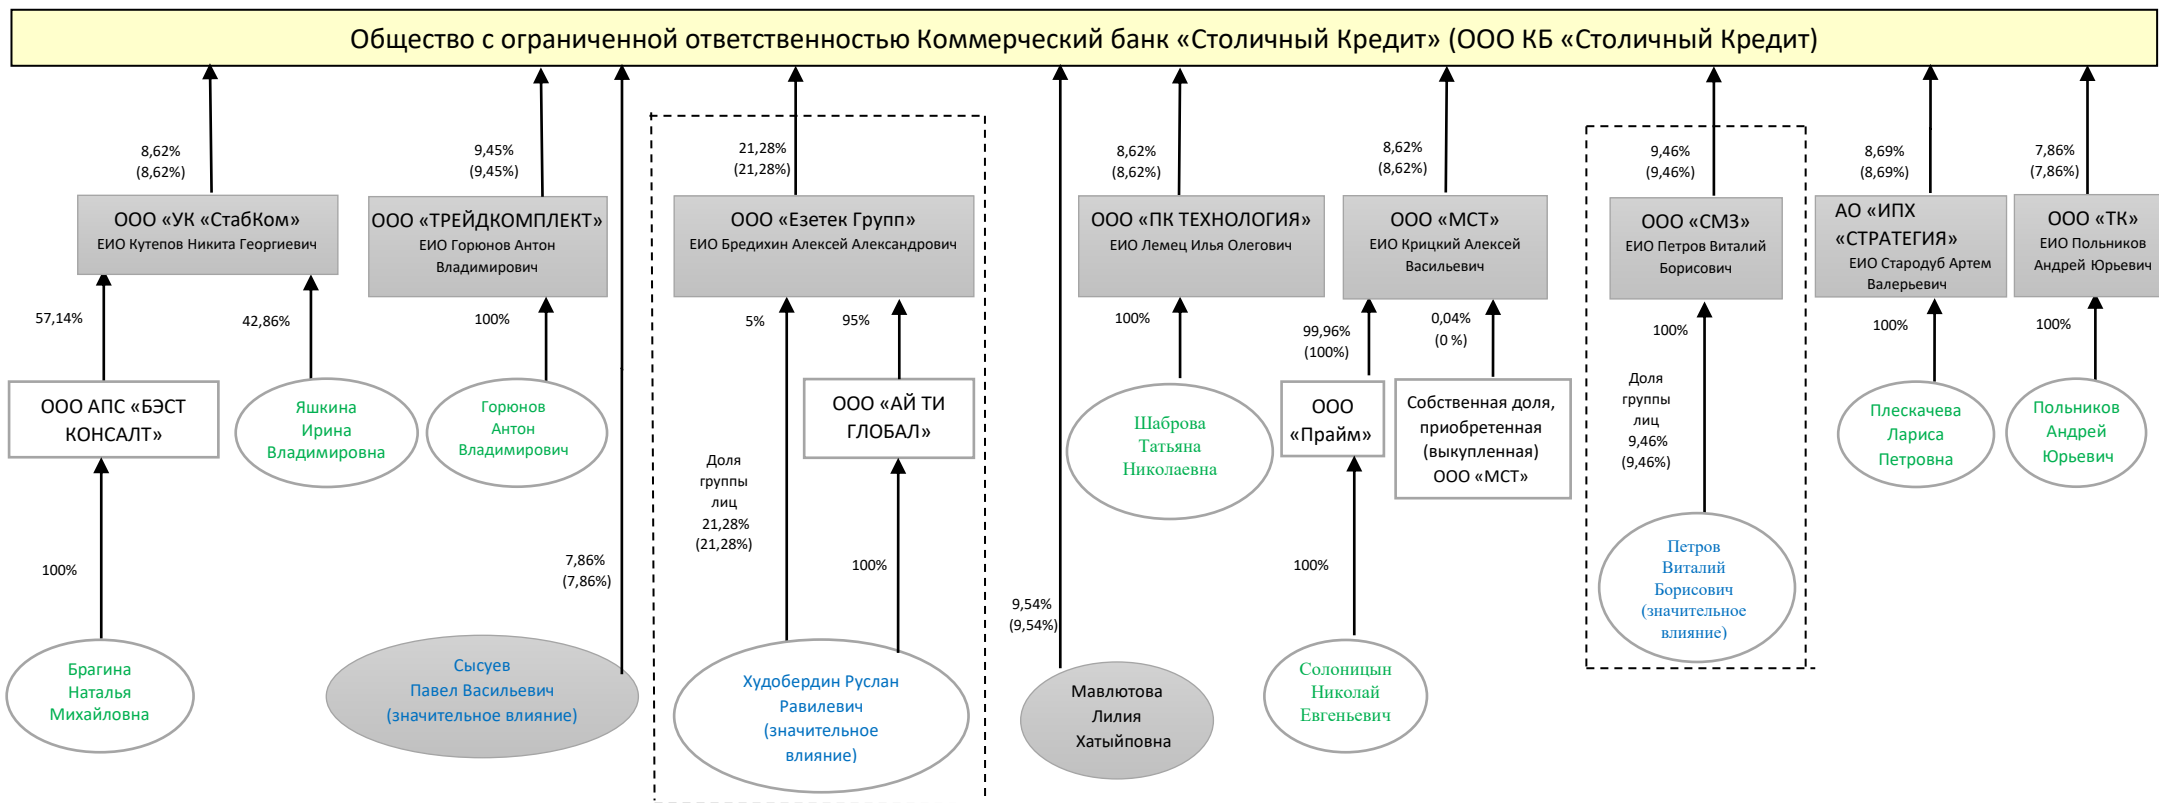 Общество с ограниченной ответственностью Коммерческий банк «Столичный Кредит» (ООО КБ «Столичный Кредит)
8,62%
(8,62%)
9,45%
(9,45%)
21,28%
(21,28%)
8,62%
(8,62%)
8,62%
(8,62%)
9,46%
(9,46%)
8,69%
(8,69%)
7,86%
(7,86%)
ООО «УК «СтабКом»
ЕИО Кутепов Никита Георгиевич
ООО «ТРЕЙДКОМПЛЕКТ»
ЕИО Горюнов Антон
Владимирович
ООО «Езетек Групп»
ЕИО Бредихин Алексей Александрович
ООО «ПК ТЕХНОЛОГИЯ»
ЕИО Лемец Илья Олегович
ООО «МСТ»
ЕИО Крицкий Алексей
Васильевич
ООО «СМЗ»
ЕИО Петров Виталий
Борисович
АО «ИПХ
«СТРАТЕГИЯ»
ЕИО Стародуб Артем
Валерьевич
ООО «ТК»
ЕИО Польников
Андрей Юрьевич
57,14%
42,86%
100%
5%
95%
100%
99,96%
(100%)
0,04%
(0 %)
100%
100%
100%
ООО АПС «БЭСТ
КОНСАЛТ»
Яшкина
Ирина
Владимировна
Горюнов
Антон
Владимирович
ООО «АЙ ТИ
ГЛОБАЛ»
Шаброва
Татьяна
Николаевна
ООО
«Прайм»
Собственная доля,
приобретенная
(выкупленная)
ООО «МСТ»
Доля
группы
лиц
9,46%
(9,46%)
Плескачева
Лариса
Петровна
Польников
Андрей
Юрьевич
Доля
группы
лиц
21,28%
(21,28%)
100%
7,86%
(7,86%)
100%
9,54%
(9,54%)
100%
Петров
Виталий
Борисович
(значительное
влияние)
Брагина
Наталья
Михайловна
Сысуев
Павел Васильевич
(значительное влияние)
Худобердин Руслан
Равилевич
(значительное
влияние)
Мавлютова
Лилия
Хатыйповна
Солоницын
Николай
Евгеньевич